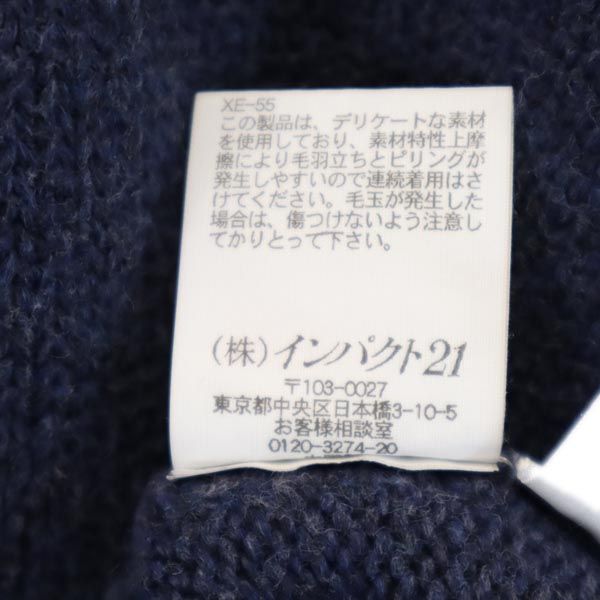 XE-55
この製品は、デリケートな素材
を使用しており、素材特性上摩
擦により毛羽立ちとピリングが
発生しやすいので連続着用はさ
けてください。毛玉が発生した
場合は、傷つけないよう注意し
てかりとって下さい。
(株)インパクト21
〒103-0027
東京都中央区日本橋3-10-5
お客様相談室
0120-3274-20